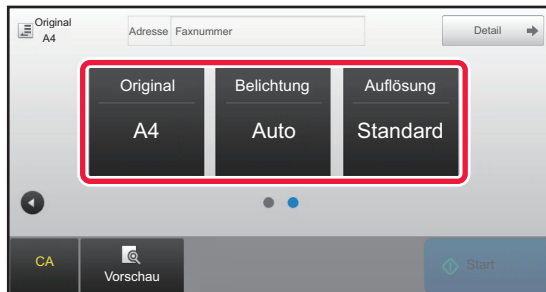 Original
A4
Adresse Faxnummer
Detail
Original
A4
Belichtung
Auto
Auflösung
Standard
CA
Vorschau
Start